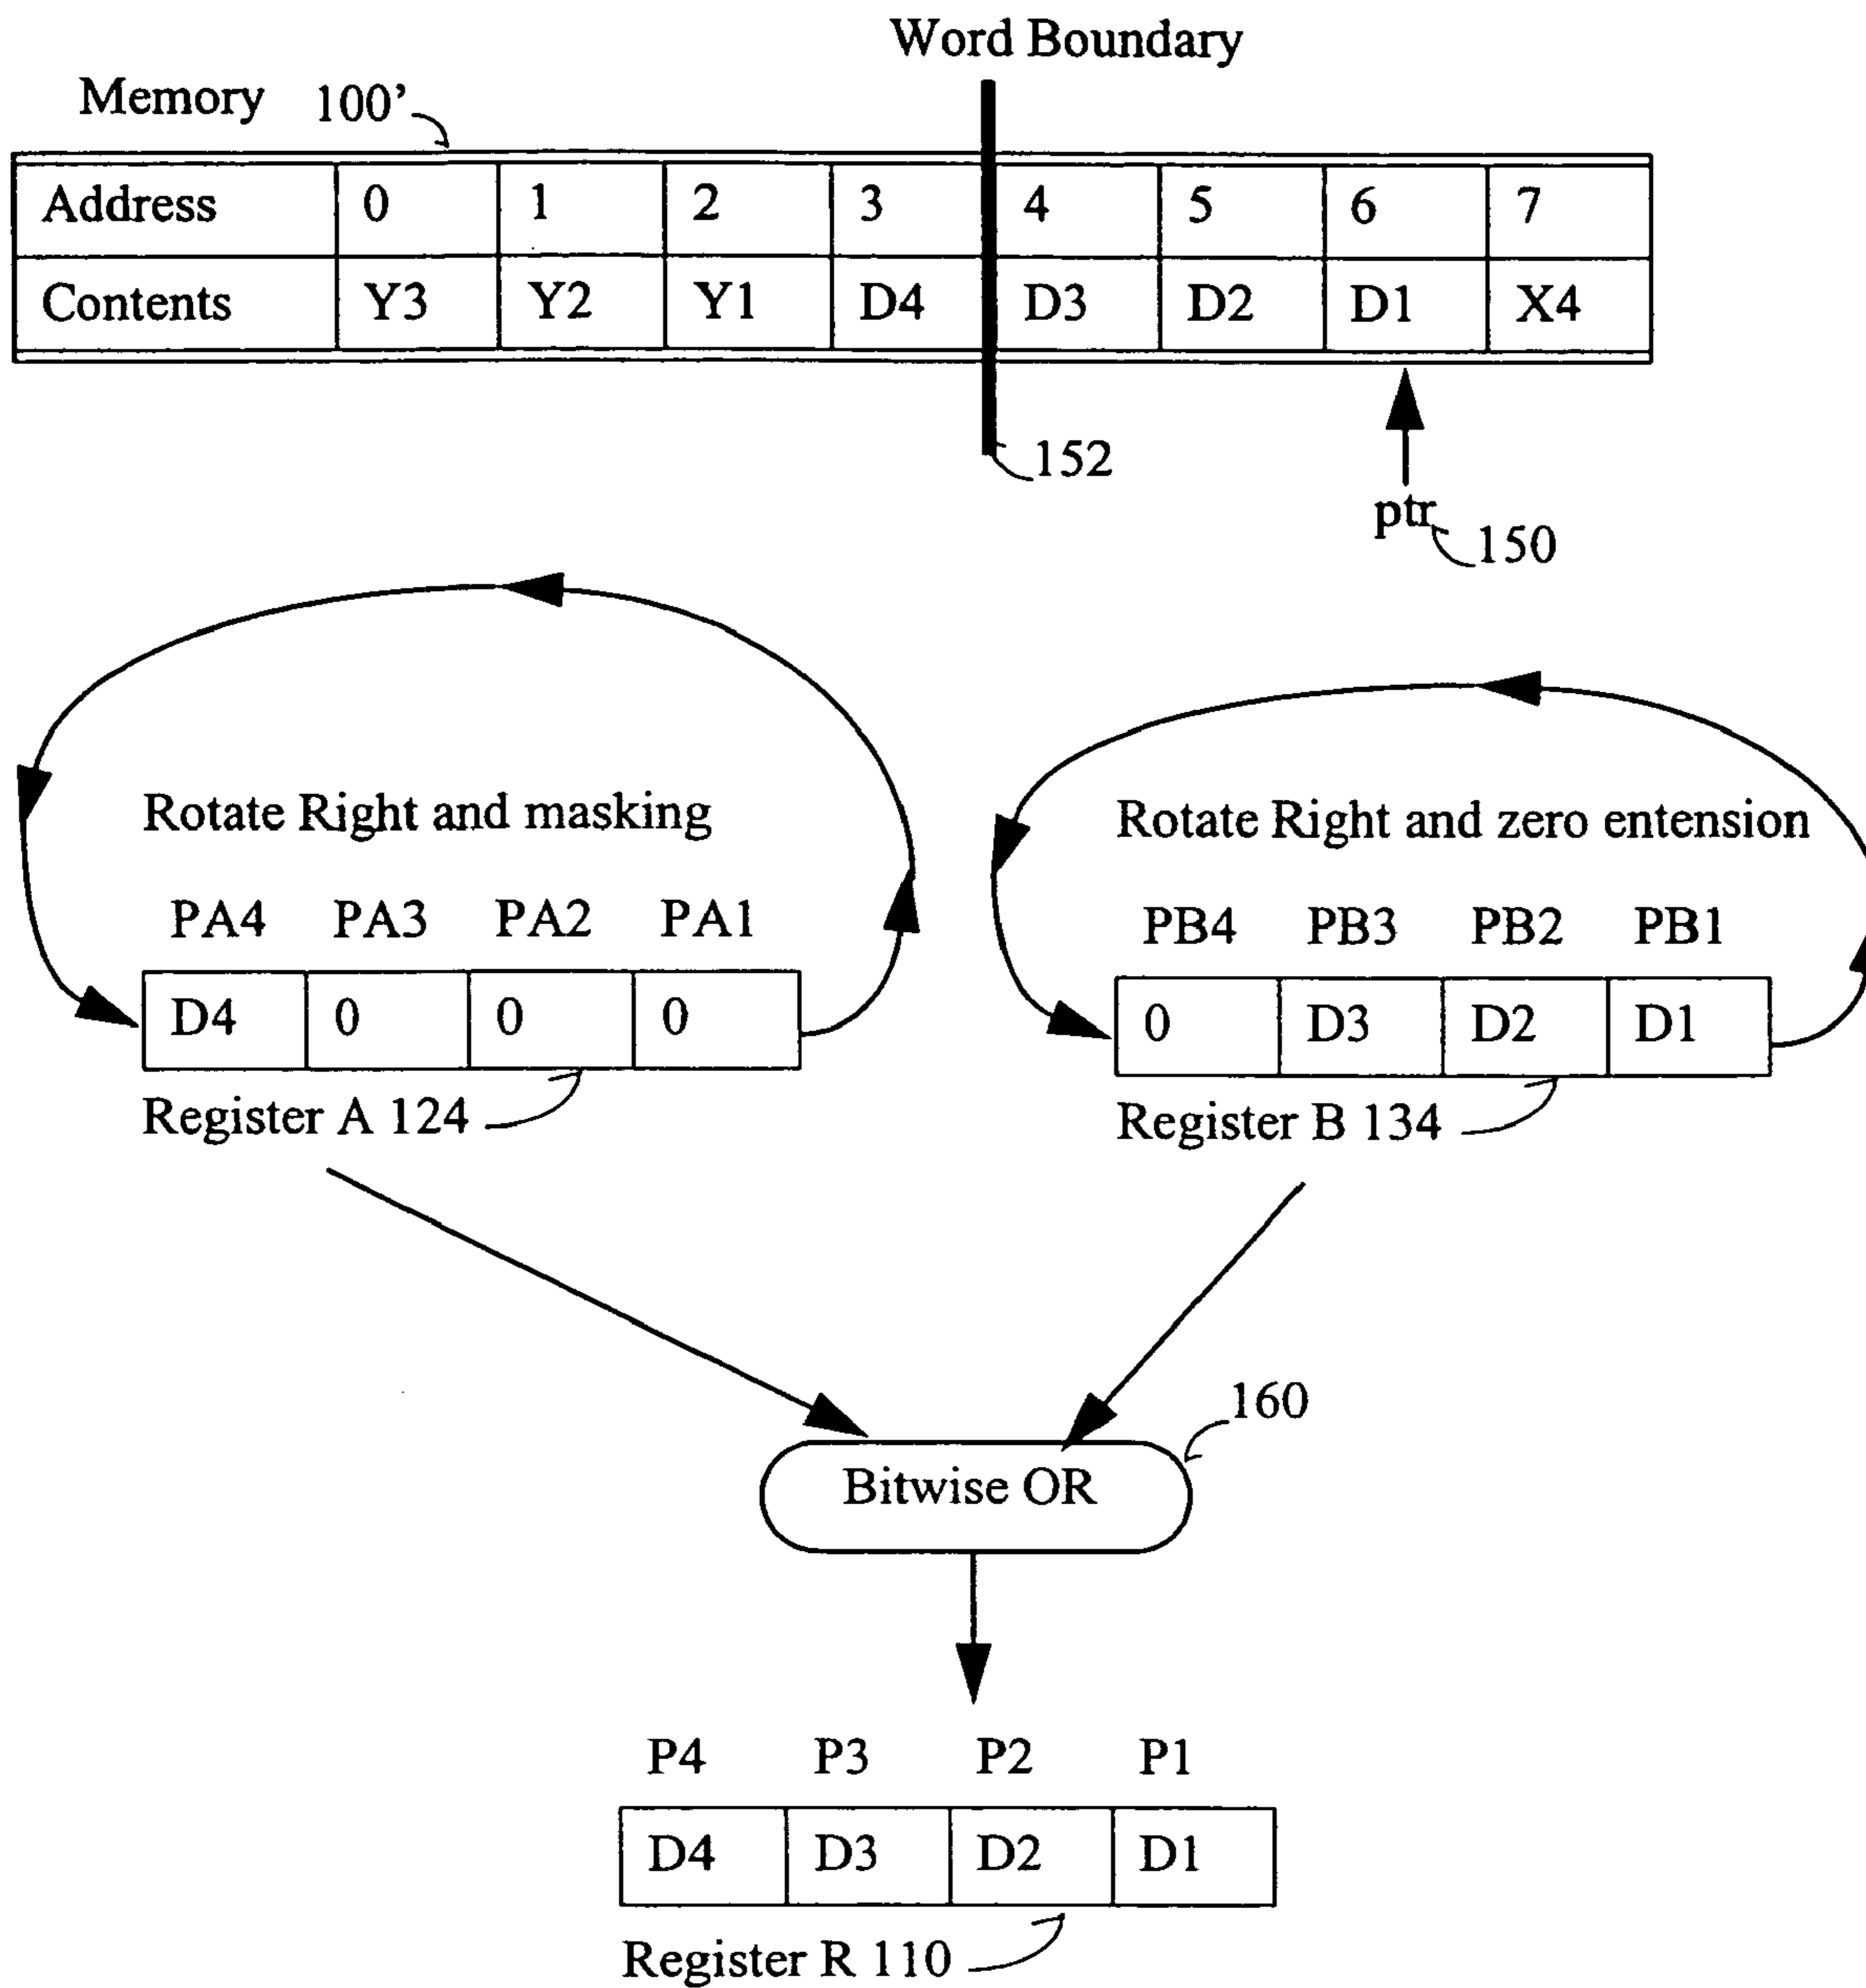 Word Boundary
Memory 100’
Address 0 1 2 3 4 5 6 7
Contents Y3 Y2 Y1 D4 D3 D2 D1 X4
152
ptr 150
Rotate Right and masking
Rotate Right and zero entension
PA4 PA3 PA2 PA1
PB4 PB3 PB2 PB1
D4 0 0 0
0 D3 D2 D1
Register A 124
Register B 134
160
Bitwise OR
P4 P3 P2 P1
D4 D3 D2 D1
Register R 110